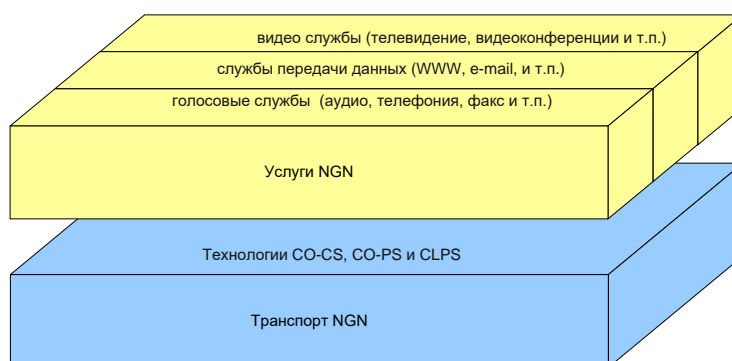 видео службы (телевидение, видеоконференции и т.п.)
службы передачи данных (WWW, e-mail, и т.п.)
голосовые службы (аудио, телефония, факс и т.п.)
Услуги NGN
Технологии CO-CS, CO-PS и CLPS
Транспорт NGN